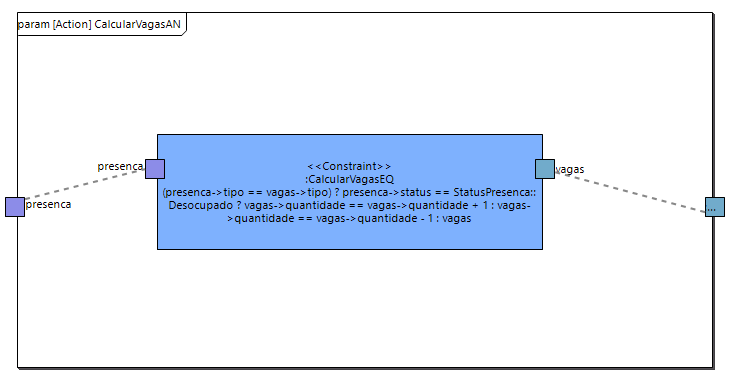 param [Action] CalcularVagasAN
<<Constraint>>
presenca
:CalcularVagasEQ
vagas
(presenca->tipo == vagas->tipo) ? presenca->status == StatusPresenca::
Desocupado ? vagas->quantidade == vagas->quantidade + 1 : vagas-
>quantidade == vagas->quantidade - 1 : vagas
presenca
...